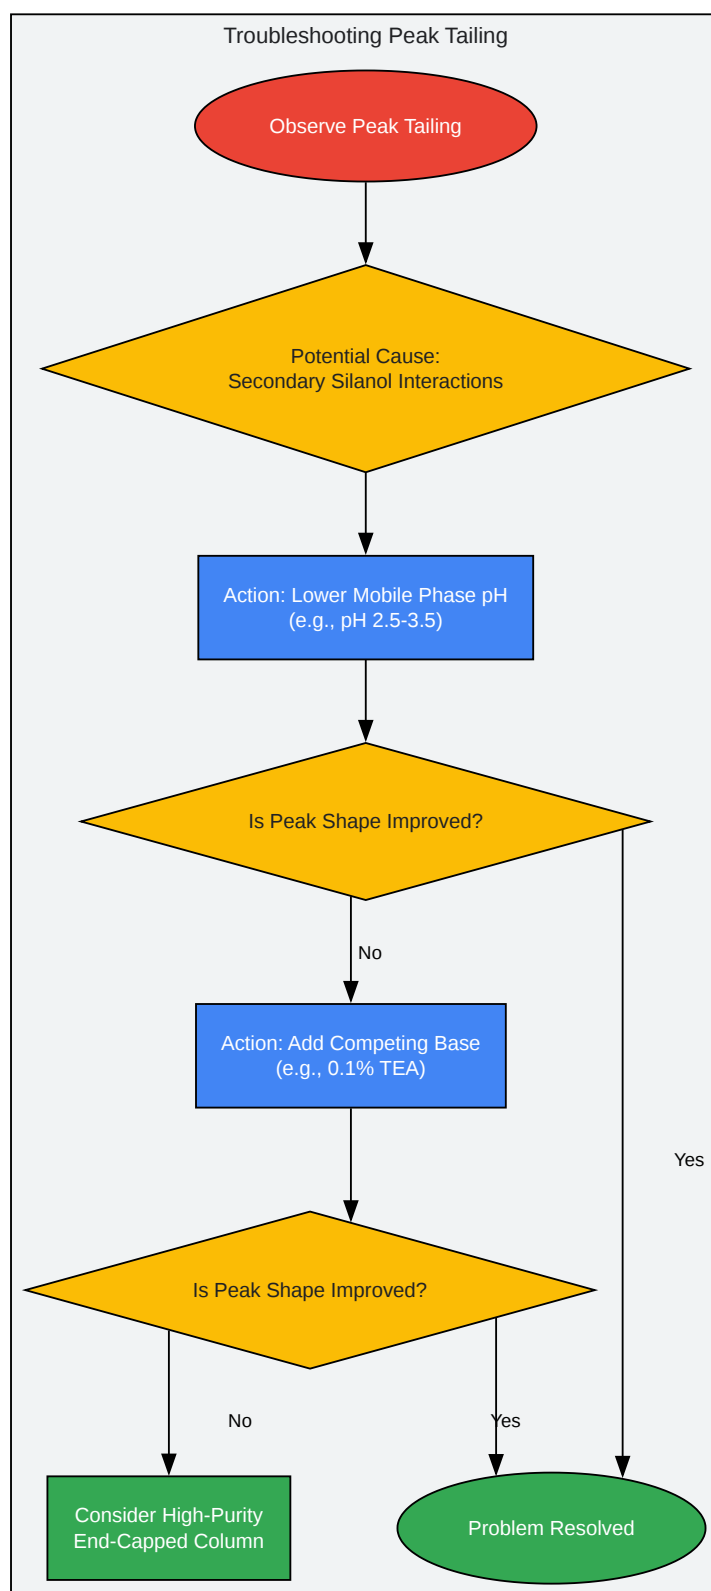 Troubleshooting Peak Tailing
Observe Peak Tailing
Potential Cause:
Secondary Silanol Interactions
Action: Lower Mobile Phase pH
(e.g., pH 2.5-3.5)
Is Peak Shape Improved?
No
Action: Add Competing Base
(e.g., 0.1% TEA)
Yes
Is Peak Shape Improved?
No
Yes
Consider High-Purity
End-Capped Column
Problem Resolved